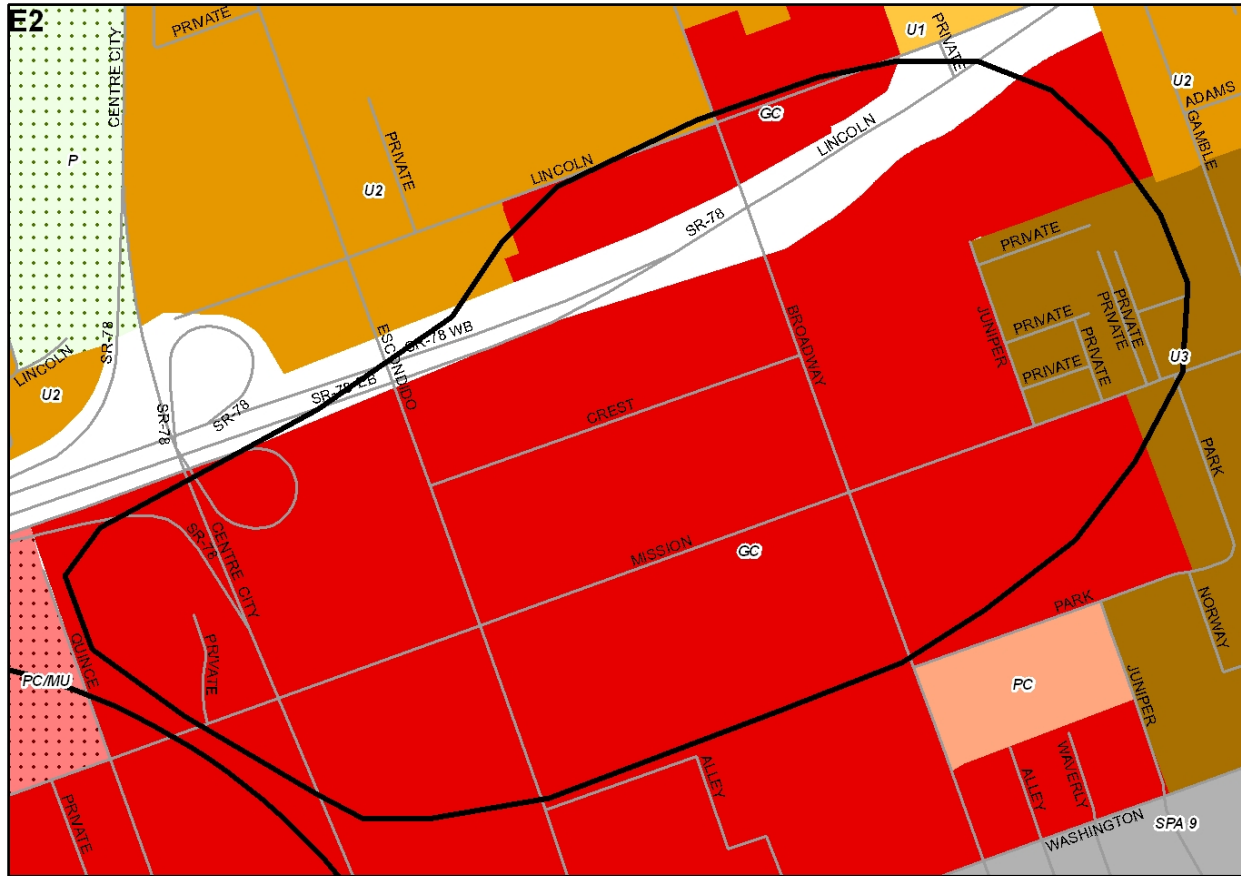 E2
PRIVATE
CENTRE CITY
P
PRIVATE
U2
LINCOLN
GC
U1
PRIVATE
LINCOLN
U2
ADAMS
GAMBLE
SR-78
PRIVATE
JUNIPER
PRIVATE
PRIVATE
PRIVATE
PRIVATE
PRIVATE
U3
BROADWAY
ESCONDIDO
SR-78 WB
SR-78 EB
SR-78
SR-78
SR-78
LINCOLN
U2
CREST
PARK
SR-78
CENTRE CITY
MISSION
GC
PARK
NORWAY
QUINCE
PRIVATE
PC/MU
PC
JUNIPER
PRIVATE
ALLEY
ALLEY
WAVERLY
WASHINGTON
SPA 9